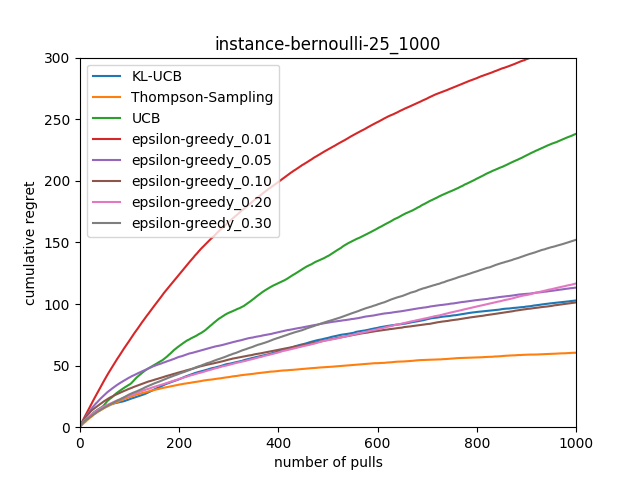 instance-bernoulli-25_1000
cumulative regret
300
250
200
150
100
50
0
KL-UCB
Thompson-Sampling
UCB
epsilon-greedy_0.01
epsilon-greedy_0.05
epsilon-greedy_0.10
epsilon-greedy_0.20
epsilon-greedy_0.30
0 200 400 600 800 1000
number of pulls